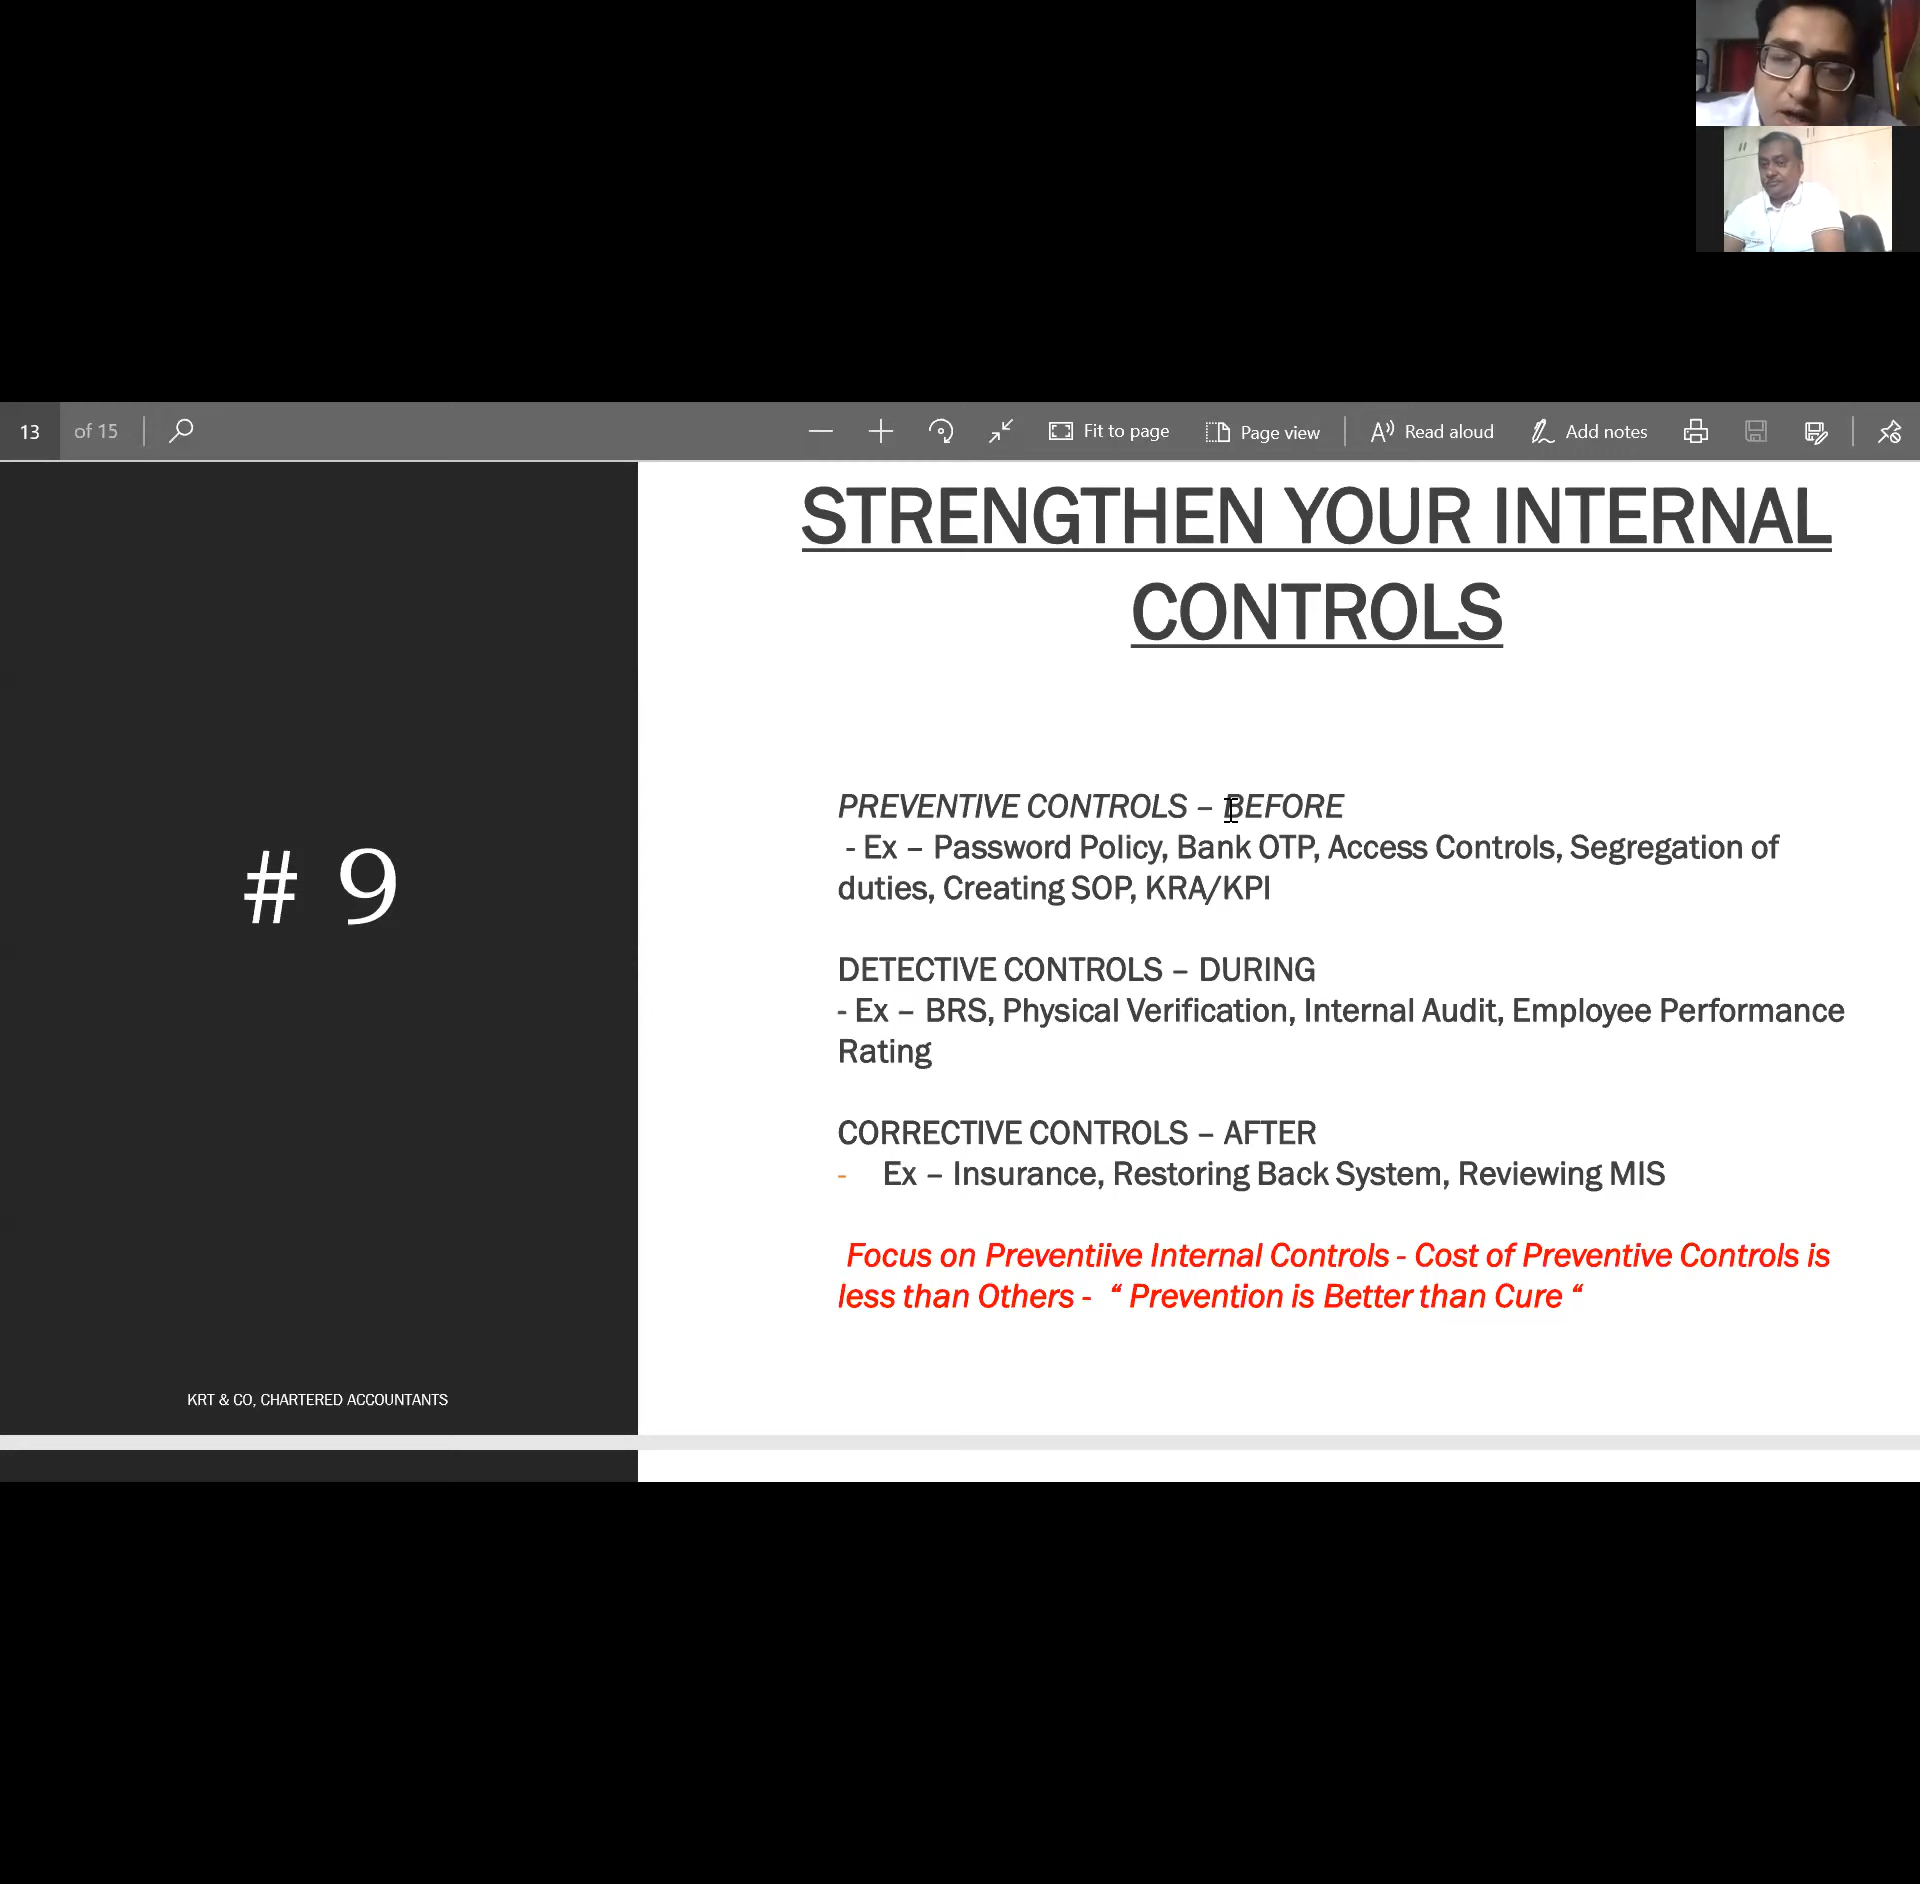 13 of 15 Fit to page Page view Read aloud Add notes
STRENGTHEN YOUR INTERNAL
CONTROLS
# 9
PREVENTIVE CONTROLS – BEFORE
- Ex – Password Policy, Bank OTP, Access Controls, Segregation of
duties, Creating SOP, KRA/KPI
DETECTIVE CONTROLS – DURING
- Ex – BRS, Physical Verification, Internal Audit, Employee Performance
Rating
CORRECTIVE CONTROLS – AFTER
- Ex – Insurance, Restoring Back System, Reviewing MIS
Focus on Preventiive Internal Controls - Cost of Preventive Controls is
less than Others - “ Prevention is Better than Cure “
KRT & CO, CHARTERED ACCOUNTANTS